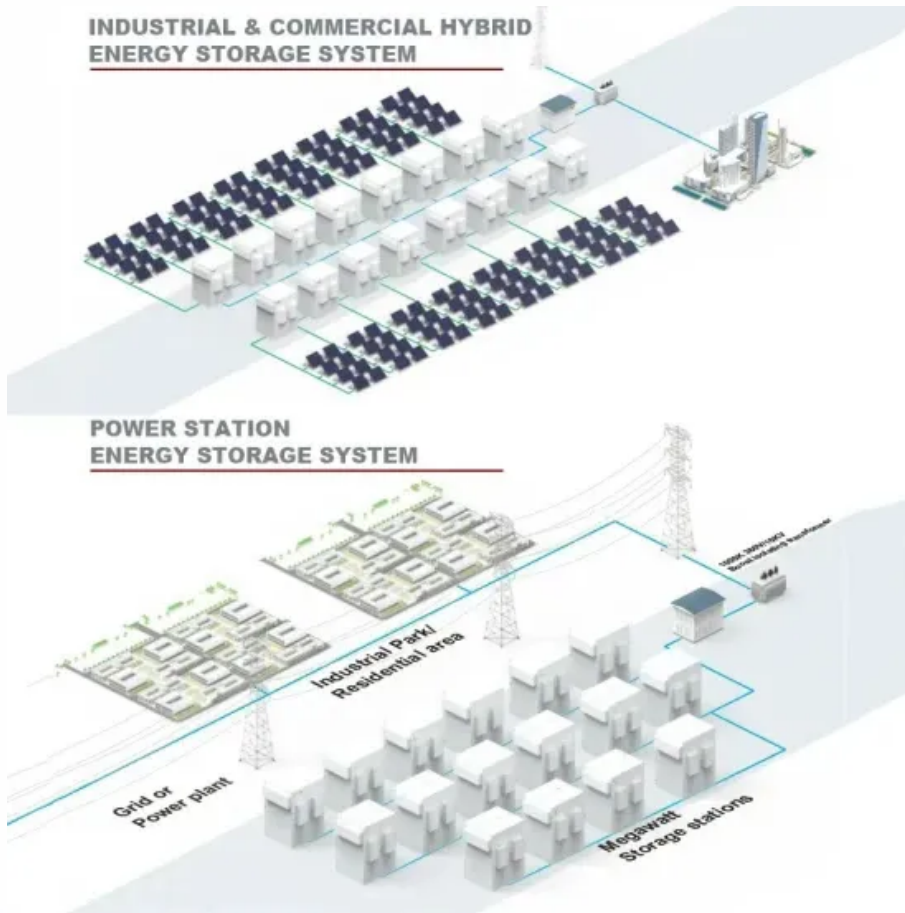 INDUSTRIAL & COMMERCIAL HYBRID
ENERGY STORAGE SYSTEM
POWER STATION
ENERGY STORAGE SYSTEM
Industrial Park/
Residential area
Grid or
Power plant
Megawatt
Storage stations